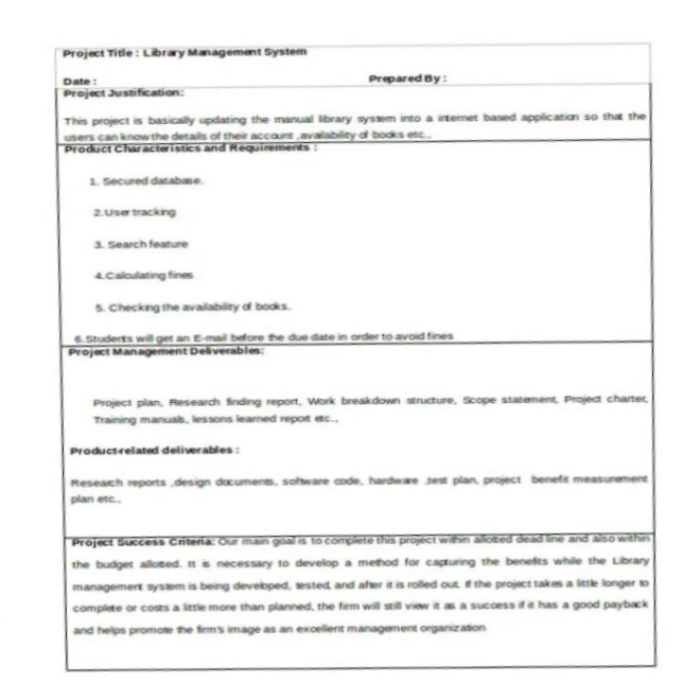 Project Title : Library Management System
Date : Prepared By :
Project Justification:
This project is basically updating the manual library system into a internet based application so that the
users can know the details of their account ,availability of books etc.,
Product Characteristics and Requirements :
1. Secured database.
2.User tracking
3. Search feature
4.Calculating fines
5. Checking the availability of books.
6.Students will get an E-mail before the due date in order to avoid fines
Project Management Deliverables:
Project plan, Research finding report, Work breakdown structure, Scope statement, Project charter,
Training manuals, lessons learned report etc.,
Product-related deliverables :
Research reports ,design documents, software code, hardware ,test plan, project benefit measurement
plan etc.,
Project Success Criteria: Our main goal is to complete this project within allotted dead line and also within
the budget allotted. It is necessary to develop a method for capturing the benefits while the Library
management system is being developed, tested, and after it is rolled out. If the project takes a little longer to
complete or costs a little more than planned, the firm will still view it as a success if it has a good payback
and helps promote the firm's image as an excellent management organization